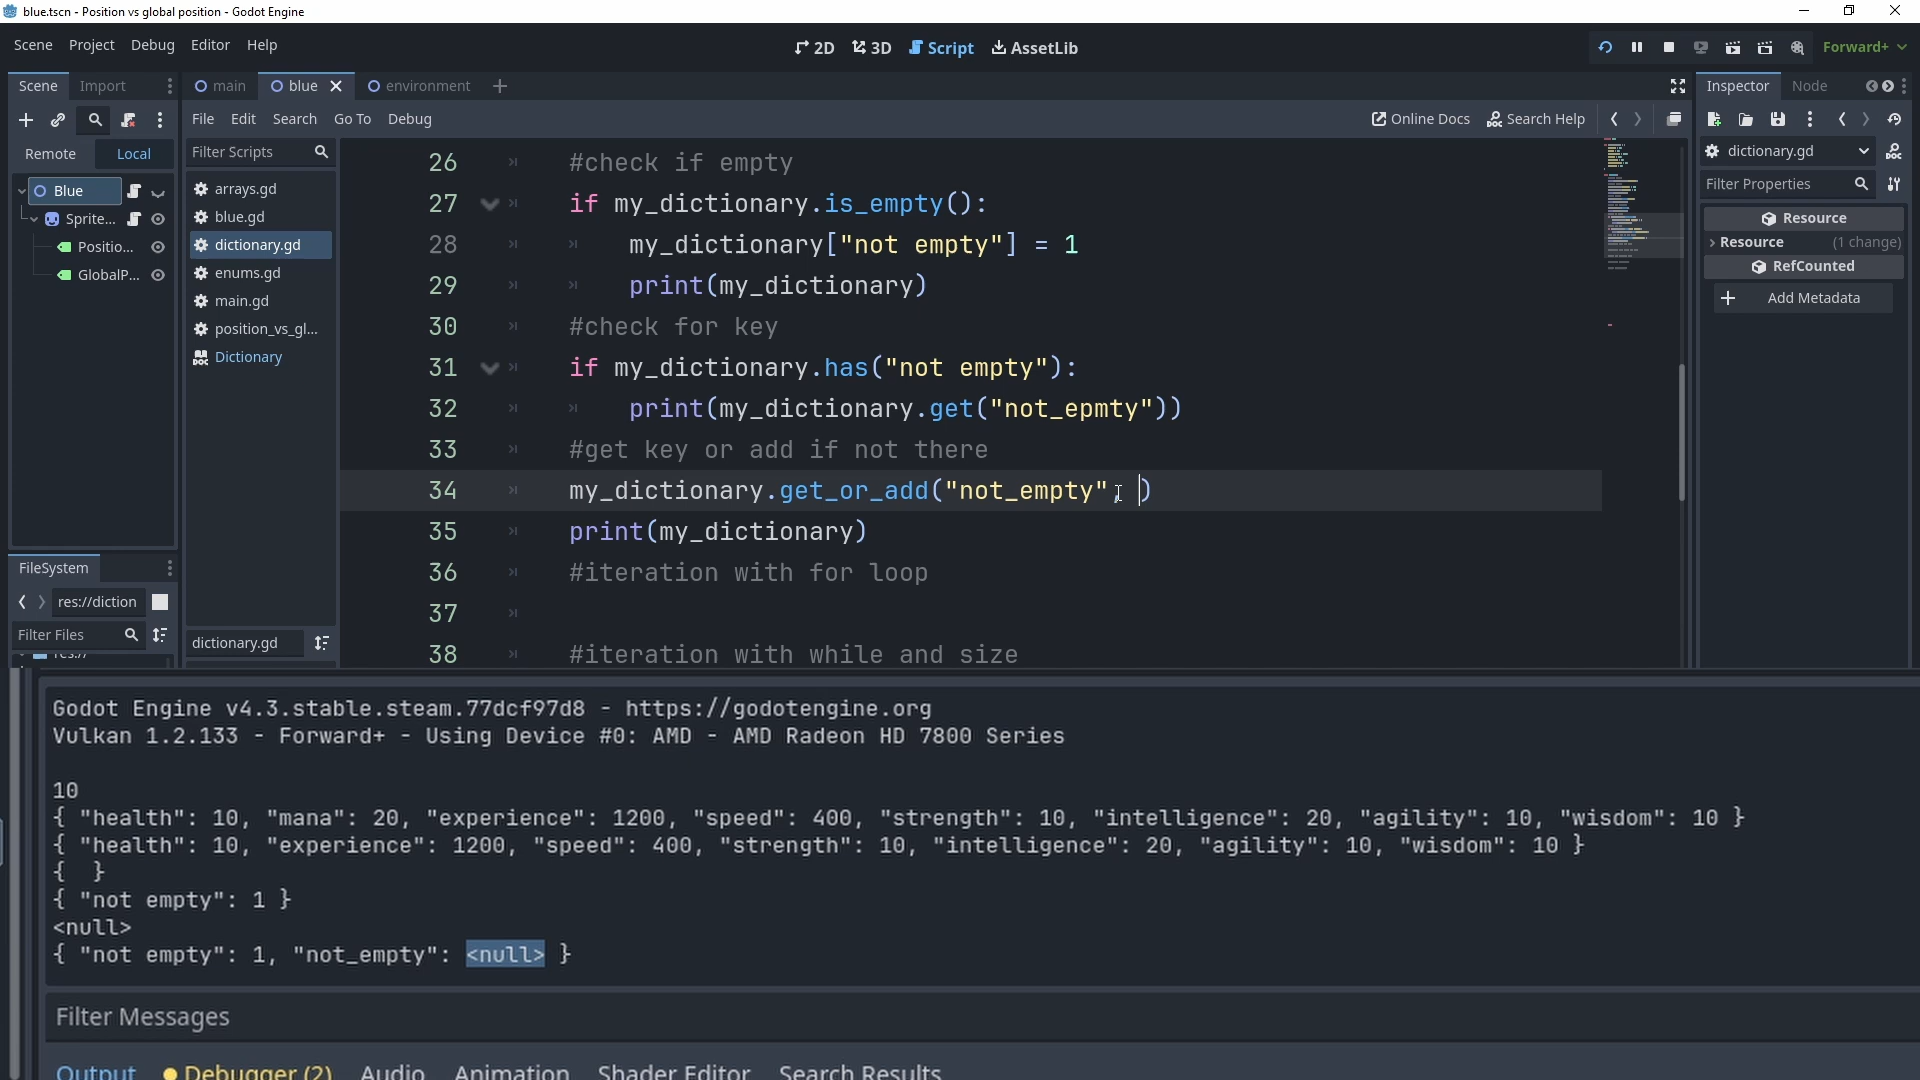 blue.tscn - Position vs global position - Godot Engine
Scene Project Debug Editor Help
2D 3D Script AssetLib
Forward+
Scene Import
main blue environment
Inspector Node
File Edit Search Go To Debug
Online Docs Search Help
Remote Local
Filter Scripts
dictionary.gd
Filter Properties
Blue
Sprite...
Positio...
GlobalP...
arrays.gd
blue.gd
dictionary.gd
enums.gd
main.gd
position_vs_gl...
Dictionary
dictionary.gd
26 #check if empty
27 if my_dictionary.is_empty():
28 my_dictionary["not empty"] = 1
29 print(my_dictionary)
30 #check for key
31 if my_dictionary.has("not empty"):
32 print(my_dictionary.get("not_epmty"))
33 #get key or add if not there
34 my_dictionary.get_or_add("not_empty", )
35 print(my_dictionary)
36 #iteration with for loop
37
38 #iteration with while and size
Resource
Resource (1 change)
RefCounted
Add Metadata
FileSystem
res://diction
Filter Files
res://
Godot Engine v4.3.stable.steam.77dcf97d8 - https://godotengine.org
Vulkan 1.2.133 - Forward+ - Using Device #0: AMD - AMD Radeon HD 7800 Series
10
{ "health": 10, "mana": 20, "experience": 1200, "speed": 400, "strength": 10, "intelligence": 20, "agility": 10, "wisdom": 10 }
{ "health": 10, "experience": 1200, "speed": 400, "strength": 10, "intelligence": 20, "agility": 10, "wisdom": 10 }
{ }
{ "not empty": 1 }
<null>
{ "not empty": 1, "not_empty": <null> }
Filter Messages
Output Debugger (2) Audio Animation Shader Editor Search Results